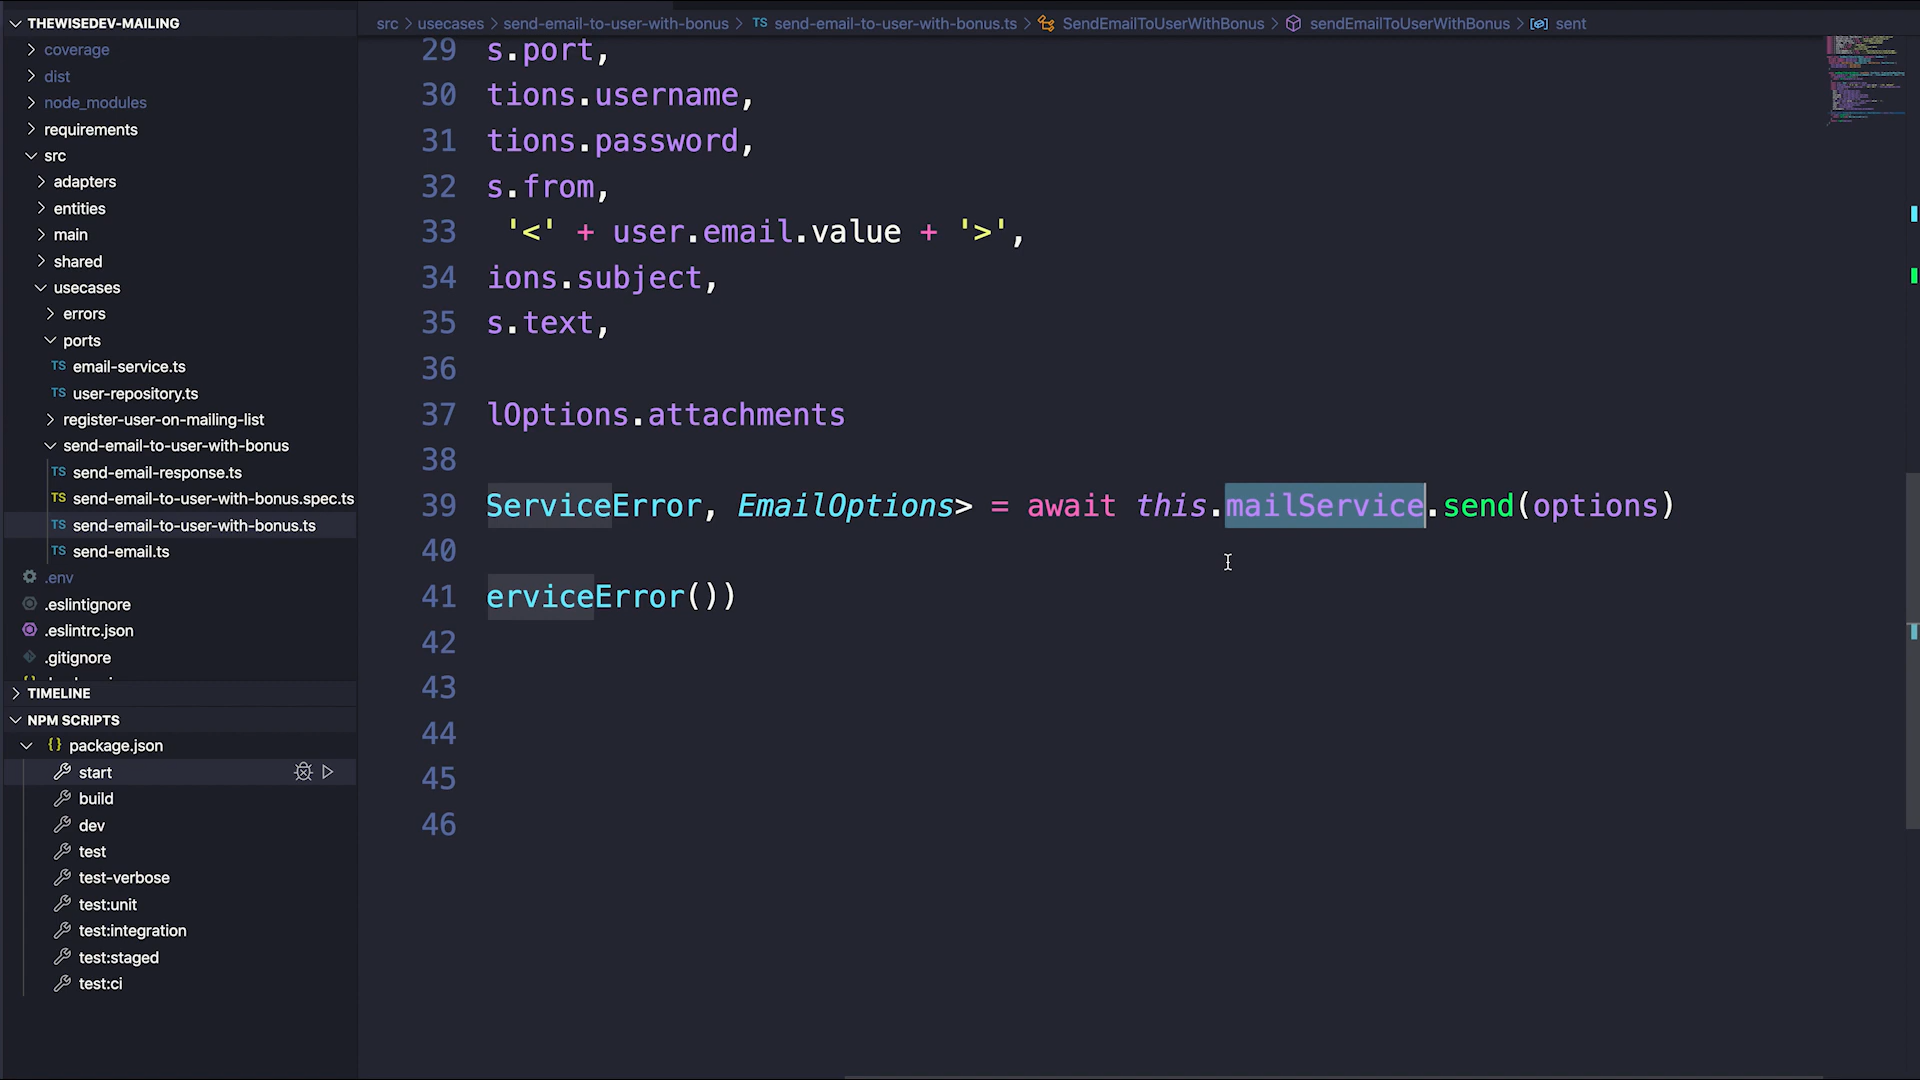 THEWISEDEV-MAILING
coverage
dist
node_modules
requirements
src
adapters
entities
main
shared
usecases
errors
ports
TS email-service.ts
TS user-repository.ts
register-user-on-mailing-list
send-email-to-user-with-bonus
TS send-email-response.ts
TS send-email-to-user-with-bonus.spec.ts
TS send-email-to-user-with-bonus.ts
TS send-email.ts
.env
.eslintignore
.eslintrc.json
.gitignore
TIMELINE
NPM SCRIPTS
{} package.json
start
build
dev
test
test-verbose
test:unit
test:integration
test:staged
test:ci
src > usecases > send-email-to-user-with-bonus > TS send-email-to-user-with-bonus.ts > SendEmailToUserWithBonus > sendEmailToUserWithBonus > sent
29 s.port,
30 tions.username,
31 tions.password,
32 s.from,
33 '<' + user.email.value + '>',
34 ions.subject,
35 s.text,
36
37 lOptions.attachments
38
39 ServiceError, EmailOptions> = await this.mailService.send(options)
40
41 erviceError())
42
43
44
45
46